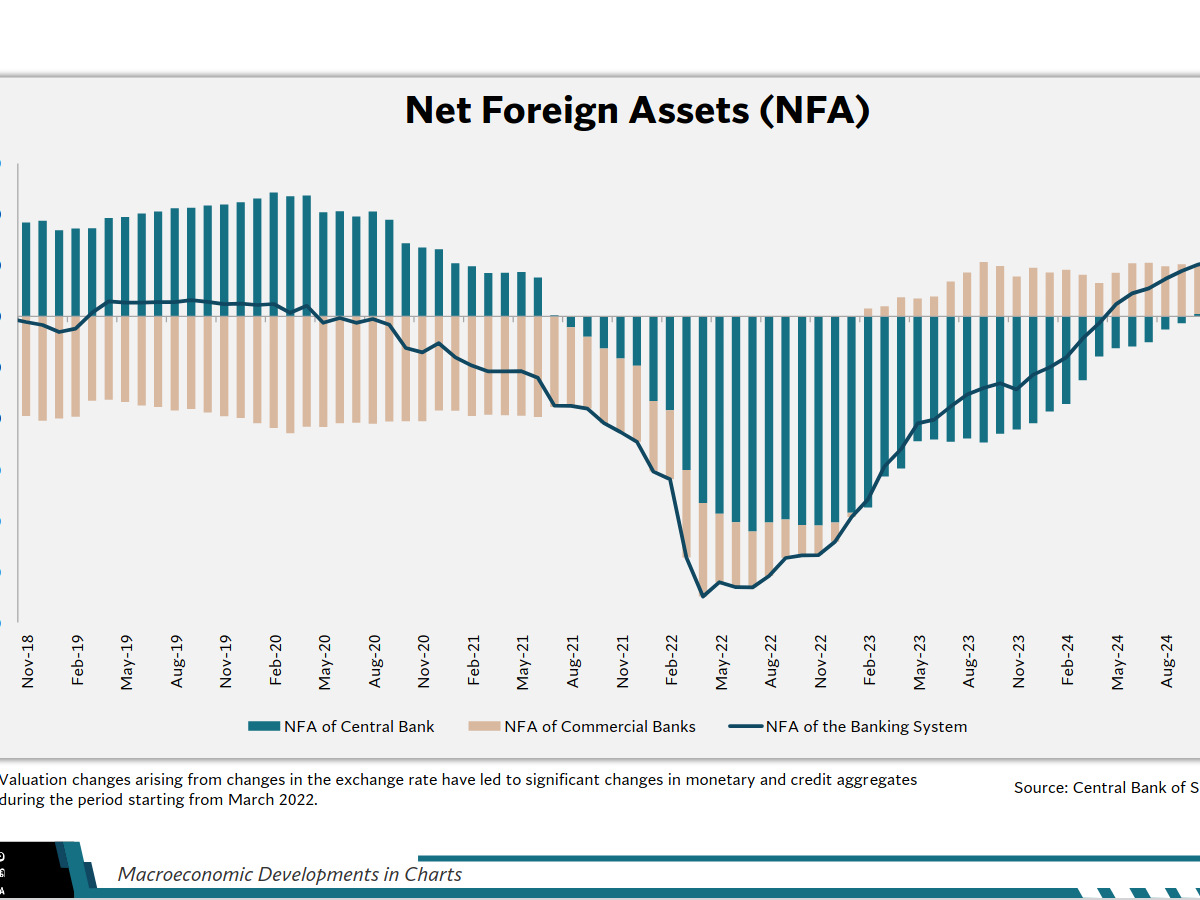 Net Foreign Assets (NFA)
Nov-18
Feb-19
May-19
Aug-19
Nov-19
Feb-20
May-20
Aug-20
Nov-20
Feb-21
May-21
Aug-21
Nov-21
Feb-22
May-22
Aug-22
Nov-22
Feb-23
May-23
Aug-23
Nov-23
Feb-24
May-24
Aug-24
NFA of Central Bank NFA of Commercial Banks NFA of the Banking System
Valuation changes arising from changes in the exchange rate have led to significant changes in monetary and credit aggregates
during the period starting from March 2022.
Source: Central Bank of S
Macroeconomic Developments in Charts